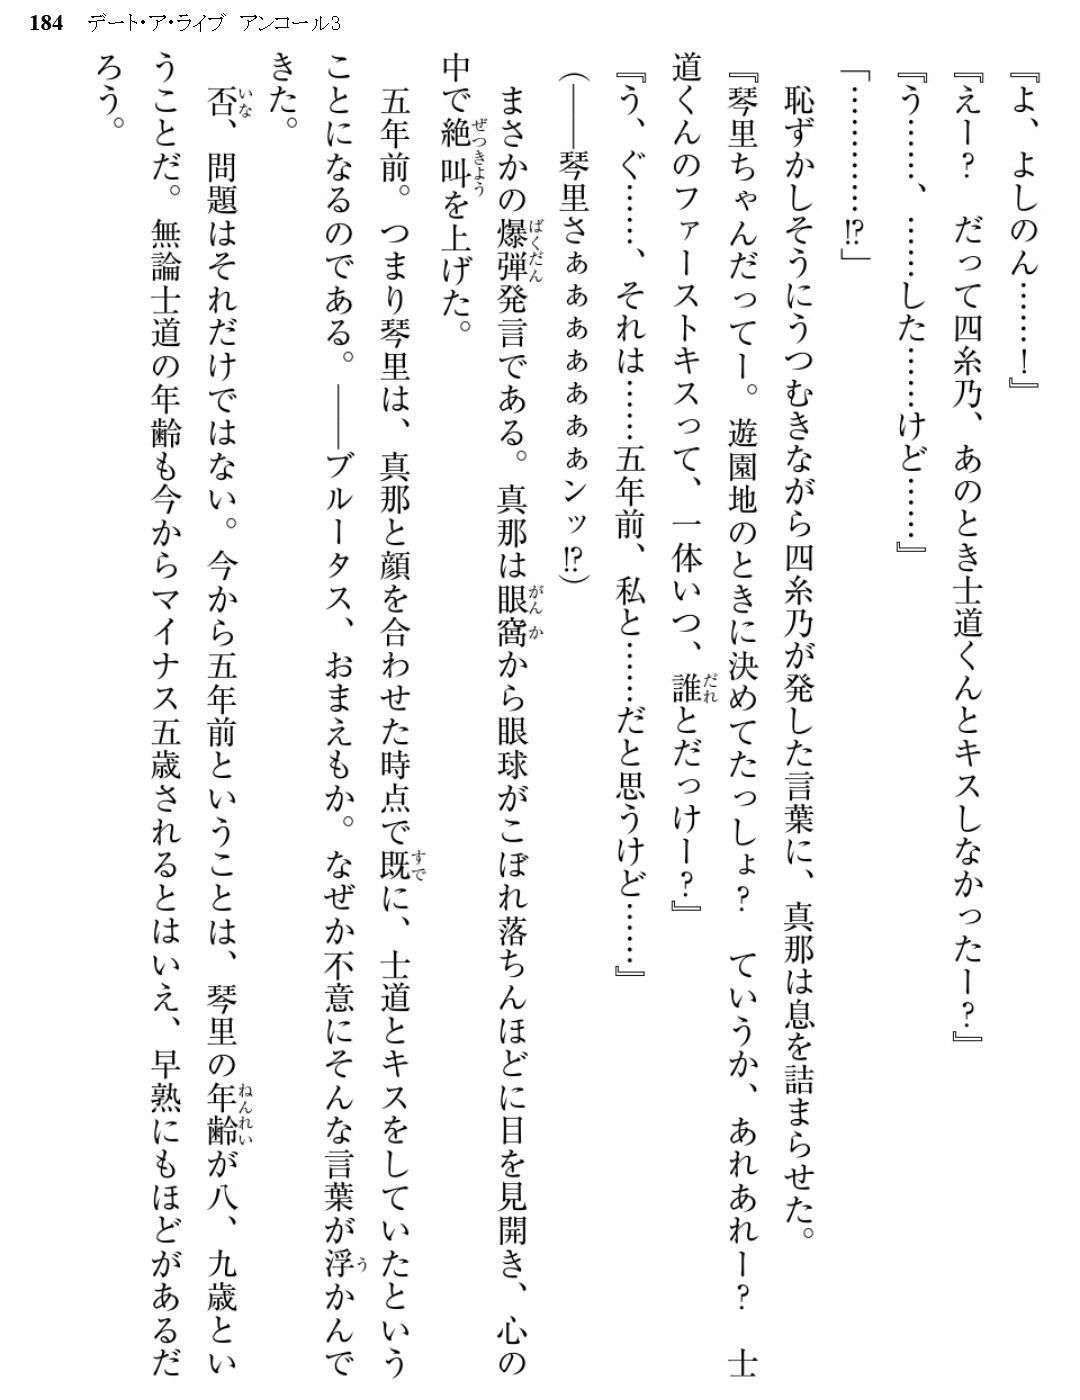 184 デート・ア・ライブ アンコール3
『よ、よしのん……！』
『えー？　だって四糸乃、あのとき士道くんとキスしなかったー？』
『う……、……した……けど……』
「…………!?」
　恥ずかしそうにうつむきながら四糸乃が発した言葉に、真那は息を詰まらせた。
『琴里ちゃんだってー。遊園地のときに決めてたっしょ？　ていうか、あれあれー？　士
道くんのファーストキスって、一体いつ、誰とだっけー？』
『う、ぐ……、それは……五年前、私と……だと思うけど……』
（――琴里さぁぁぁぁぁぁぁンッ!?）
　まさかの爆弾発言である。真那は眼窩から眼球がこぼれ落ちんほどに目を見開き、心の
中で絶叫を上げた。
　五年前。つまり琴里は、真那と顔を合わせた時点で既に、士道とキスをしていたという
ことになるのである。――ブルータス、おまえもか。なぜか不意にそんな言葉が浮かんで
きた。
　否、問題はそれだけではない。今から五年前ということは、琴里の年齢が八、九歳とい
うことだ。無論士道の年齢も今からマイナス五歳されるとはいえ、早熟にもほどがあるだ
ろう。